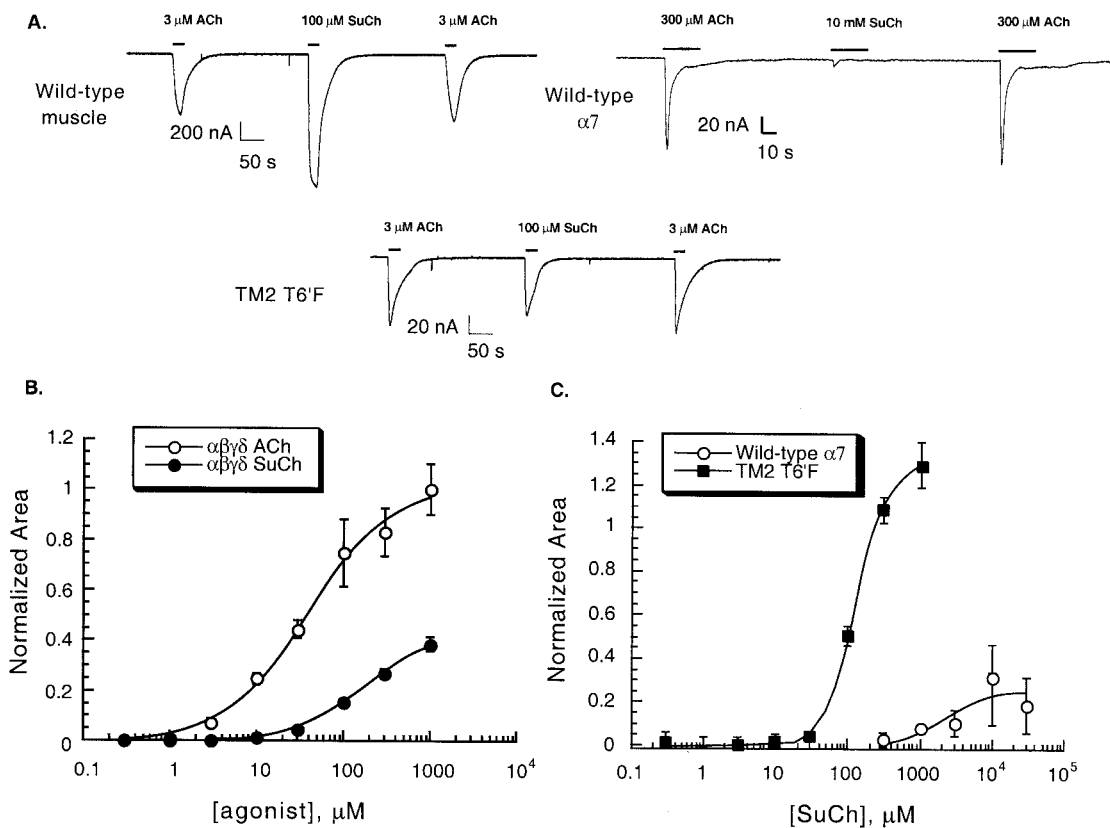 A.
3 μM ACh
100 μM SuCh
3 μM ACh
Wild-type
muscle
200 nA
50 s
300 μM ACh
10 mM SuCh
300 μM ACh
Wild-type
α7
20 nA
10 s
3 μM ACh
100 μM SuCh
3 μM ACh
TM2 T6'F
20 nA
50 s
B.
αβγδ ACh
αβγδ SuCh
Normalized Area
1.2
1
0.8
0.6
0.4
0.2
0
0.1
1
10
100
1000
10⁴
[agonist], μM
C.
Wild-type α7
TM2 T6'F
Normalized Area
1.4
1.2
1
0.8
0.6
0.4
0.2
0
0.1
1
10
100
1000
10⁴
10⁵
[SuCh], μM